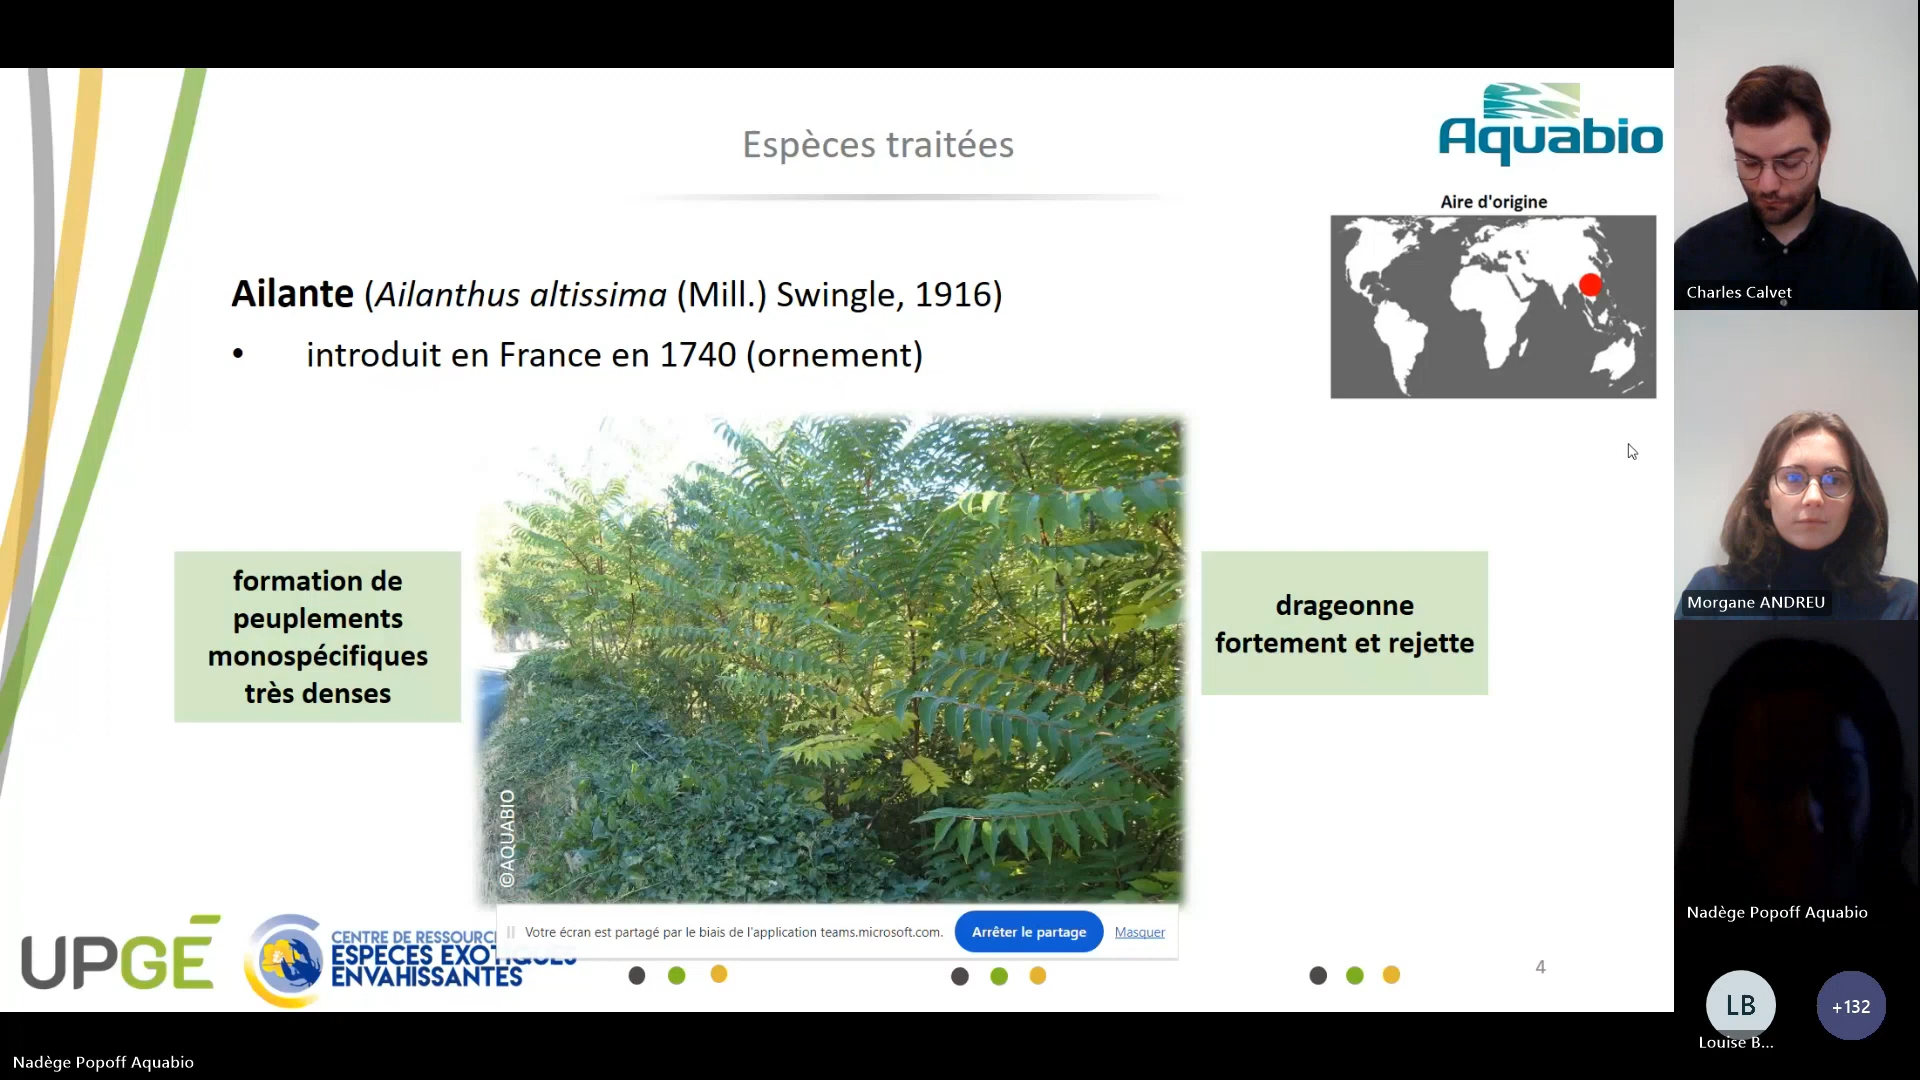 Espèces traitées
Aquabio
Aire d'origine
Ailante (Ailanthus altissima (Mill.) Swingle, 1916)
• introduit en France en 1740 (ornement)
formation de
peuplements
monospécifiques
très denses
drageonne
fortement et rejette
©AQUABIO
Votre écran est partagé par le biais de l'application teams.microsoft.com.
Arrêter le partage
Masquer
UPGÉ
CENTRE DE RESSOURC
ESPECES EXOTIQUES
ENVAHISSANTES
4
Charles Calvet
Morgane ANDREU
Nadège Popoff Aquabio
LB
Louise B...
+132
Nadège Popoff Aquabio